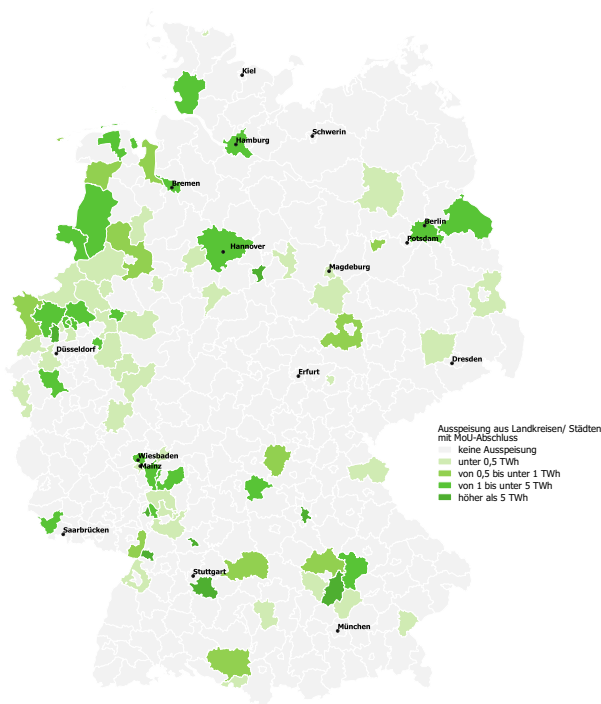 Kiel
Schwerin
Hamburg
Bremen
Berlin
Potsdam
Hannover
Magdeburg
Düsseldorf
Dresden
Erfurt
Ausspeisung aus Landkreisen/ Städten
mit MoU-Abschluss
keine Ausspeisung
unter 0,5 TWh
von 0,5 bis unter 1 TWh
von 1 bis unter 5 TWh
höher als 5 TWh
Wiesbaden
Mainz
Saarbrücken
Stuttgart
München